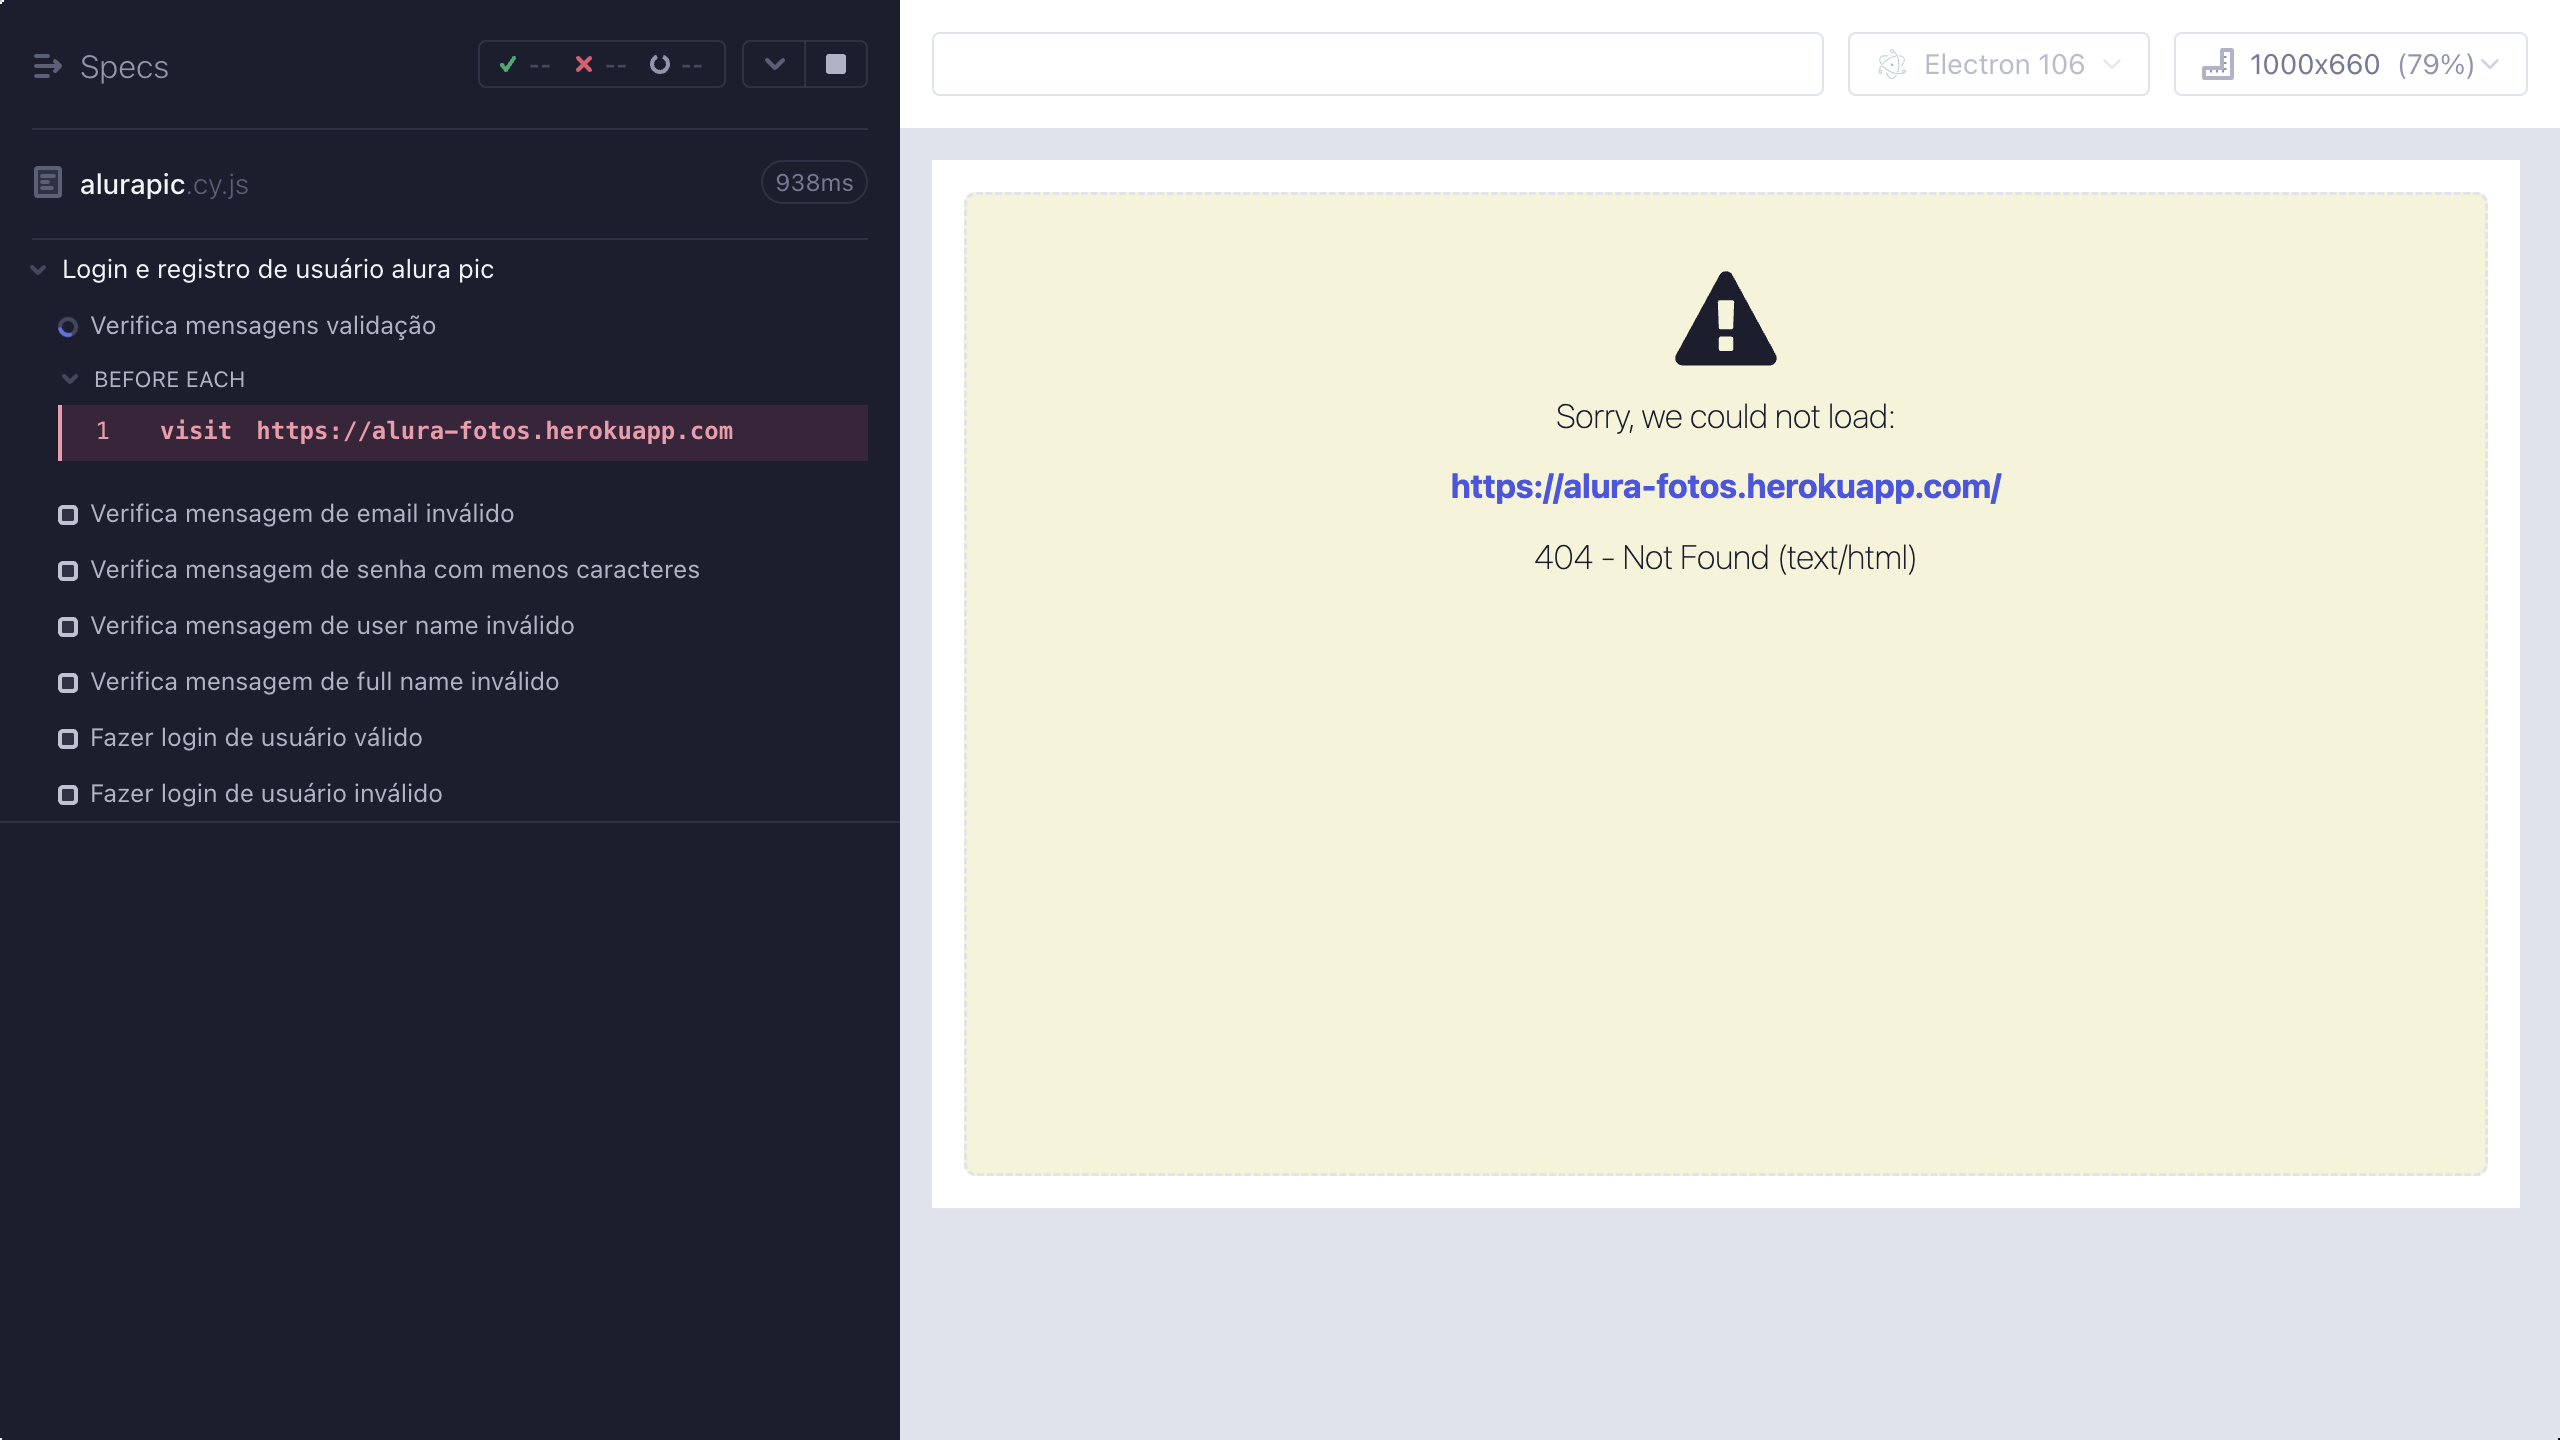 Specs
-- -- --
alurapic.cy.js
938ms
Login e registro de usuário alura pic
Verifica mensagens validação
BEFORE EACH
1 visit https://alura-fotos.herokuapp.com
Verifica mensagem de email inválido
Verifica mensagem de senha com menos caracteres
Verifica mensagem de user name inválido
Verifica mensagem de full name inválido
Fazer login de usuário válido
Fazer login de usuário inválido
Electron 106
1000x660 (79%)
Sorry, we could not load:
https://alura-fotos.herokuapp.com/
404 - Not Found (text/html)